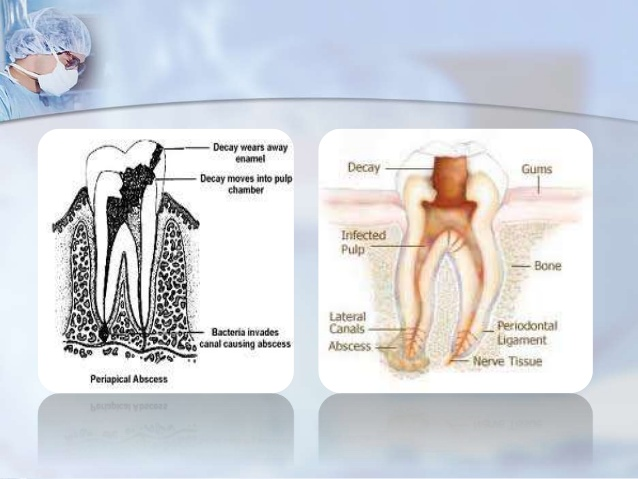 Decay wears away
enamel
Decay moves into pulp
chamber
Bacteria invades
canal causing abscess
Periapical Abscess
Decay
Gums
Infected
Pulp
Bone
Lateral
Canals
Abscess
Periodontal
Ligament
Nerve Tissue